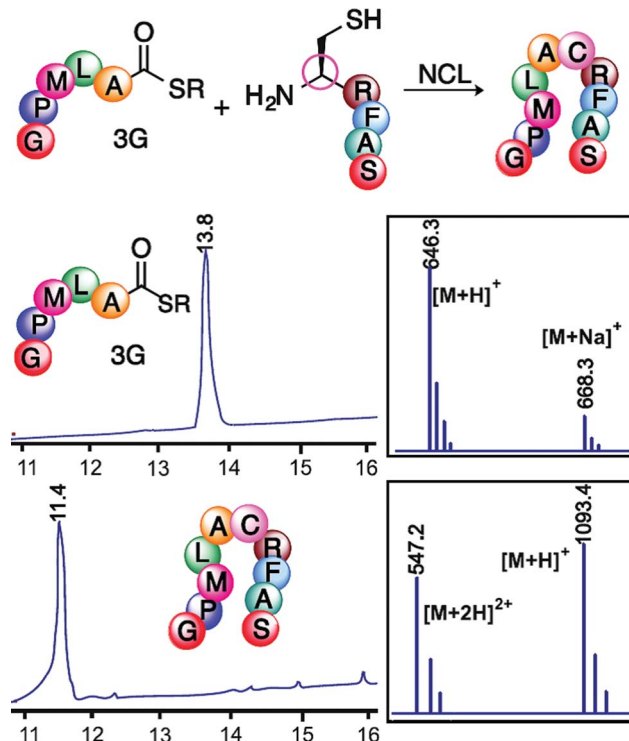 O
SH
M L A SR
P
G
3G
+
H₂N
R
F
A
S
NCL
A C
L R
M F
P A
G S
13.8
O
M L A SR
P
G
3G
11 12 13 14 15 16
646.3
[M+H]⁺
[M+Na]⁺
668.3
11.4
A C
L R
M F
P A
G S
11 12 13 14 15 16
547.2
[M+2H]²⁺
[M+H]⁺
1093.4